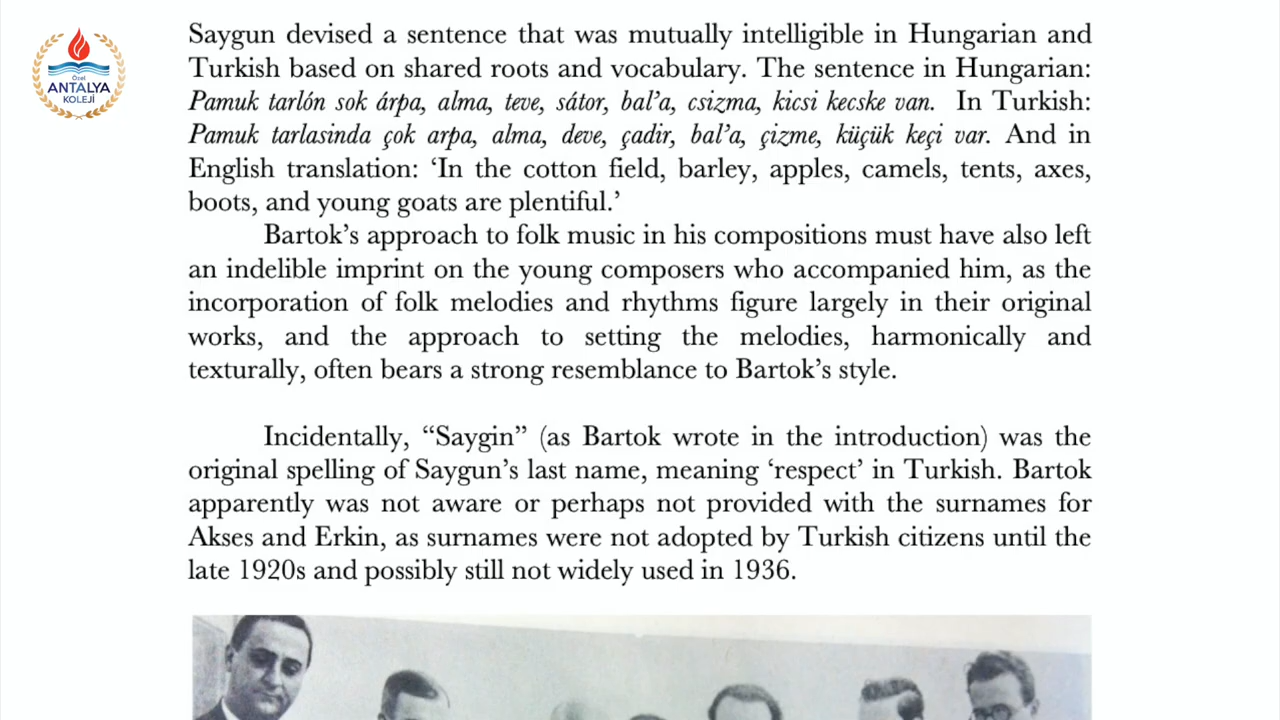 Özel
ANTALYA
KOLEJİ
Saygun devised a sentence that was mutually intelligible in Hungarian and
Turkish based on shared roots and vocabulary. The sentence in Hungarian:
Pamuk tarlón sok árpa, alma, teve, sátor, bal’a, csizma, kicsi kecske van. In Turkish:
Pamuk tarlasinda çok arpa, alma, deve, çadir, bal’a, çizme, küçük keçi var. And in
English translation: ‘In the cotton field, barley, apples, camels, tents, axes,
boots, and young goats are plentiful.’
Bartok’s approach to folk music in his compositions must have also left
an indelible imprint on the young composers who accompanied him, as the
incorporation of folk melodies and rhythms figure largely in their original
works, and the approach to setting the melodies, harmonically and
texturally, often bears a strong resemblance to Bartok’s style.
Incidentally, “Saygin” (as Bartok wrote in the introduction) was the
original spelling of Saygun’s last name, meaning ‘respect’ in Turkish. Bartok
apparently was not aware or perhaps not provided with the surnames for
Akses and Erkin, as surnames were not adopted by Turkish citizens until the
late 1920s and possibly still not widely used in 1936.